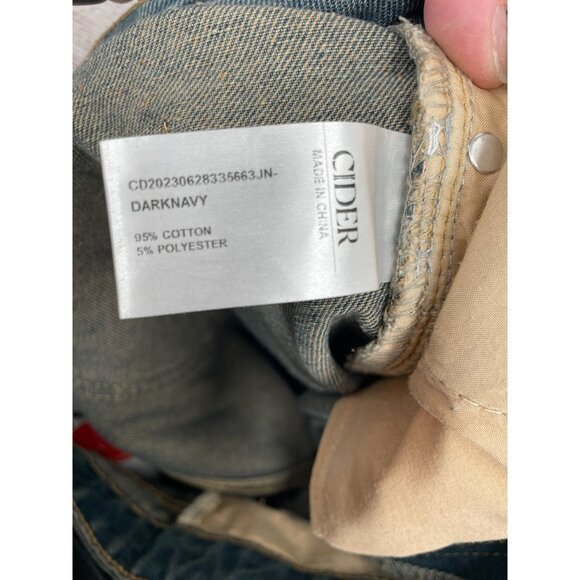 CD20230628335663JN-
DARKNAVY
95% COTTON
5% POLYESTER
CIDER
MADE IN CHINA